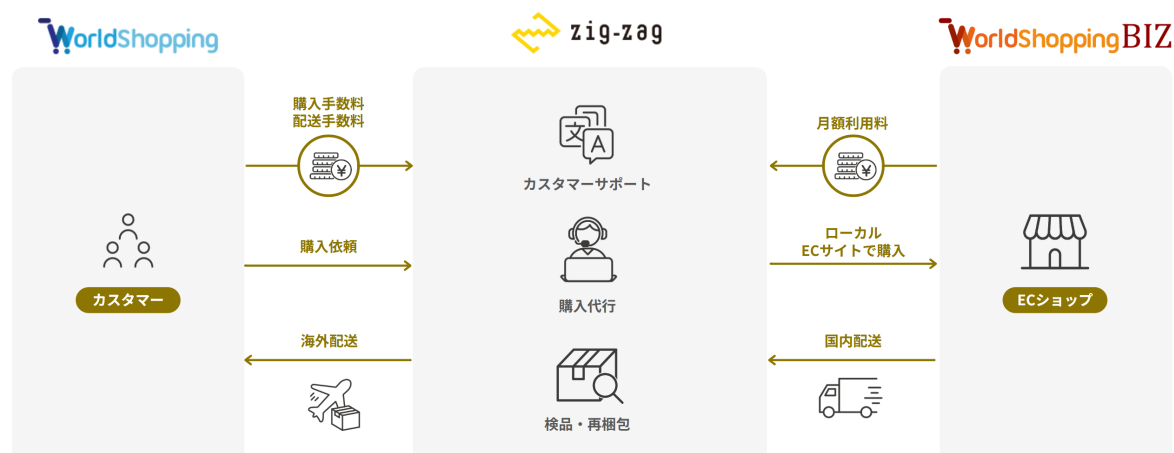 WorldShopping
zig-zag
WorldShoppingBIZ
購入手数料
配送手数料
月額利用料
文
A
カスタマーサポート
購入依頼
ローカル
ECサイトで購入
カスタマー
購入代行
ECショップ
海外配送
国内配送
検品・再梱包